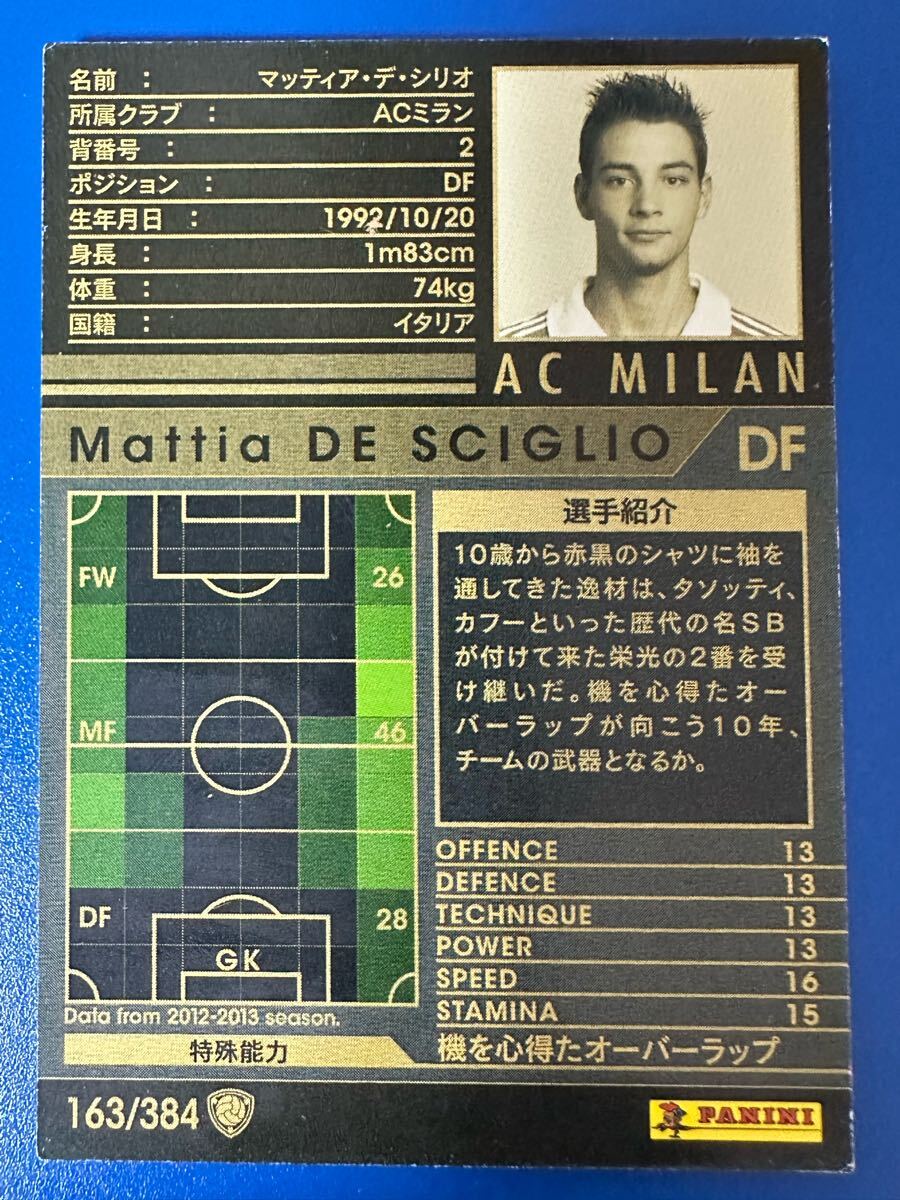 名前 : マッティア・デ・シリオ
所属クラブ : ACミラン
背番号 : 2
ポジション : DF
生年月日 : 1992/10/20
身長 : 1m83cm
体重 : 74kg
国籍 : イタリア
AC MILAN
Mattia DE SCIGLIO DF
FW 26
MF 46
DF 28
GK
Data from 2012-2013 season.
選手紹介
10歳から赤黒のシャツに袖を
通してきた逸材は、タソッティ、
カフーといった歴代の名SB
が付けて来た栄光の2番を受
け継いだ。機を心得たオー
バーラップが向こう10年、
チームの武器となるか。
OFFENCE 13
DEFENCE 13
TECHNIQUE 13
POWER 13
SPEED 16
STAMINA 15
特殊能力 機を心得たオーバーラップ
163/384
PANINI